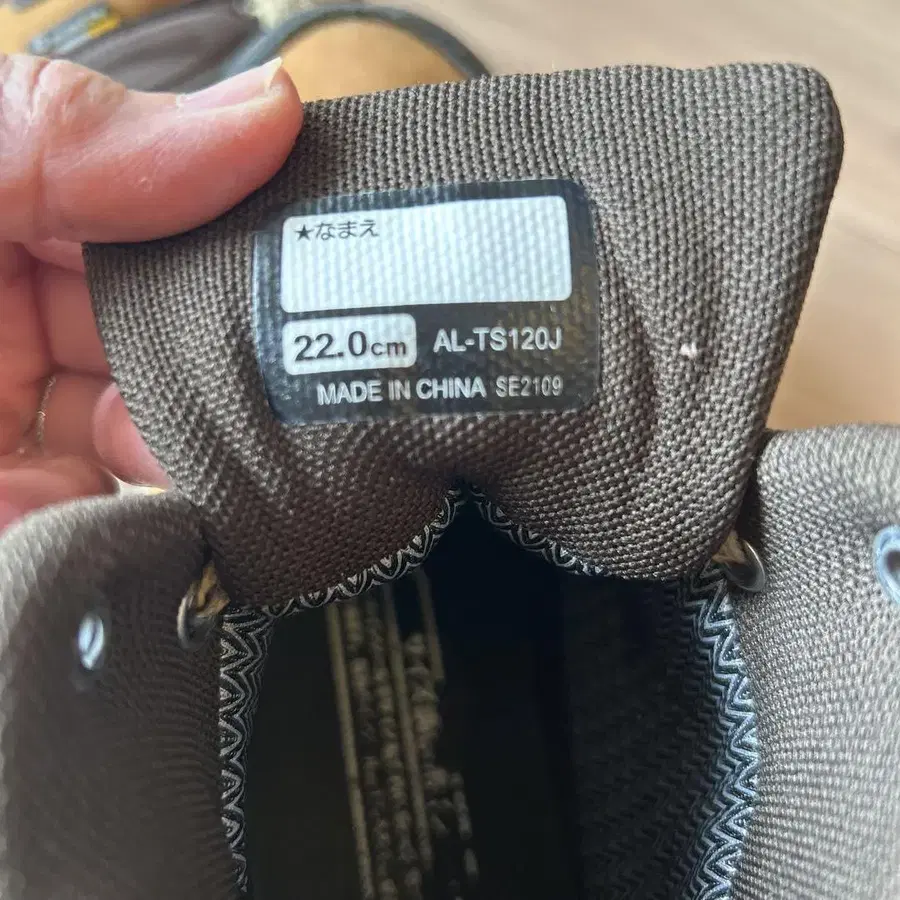 ★なまえ
22.0cm AL-TS120J
MADE IN CHINA SE2109